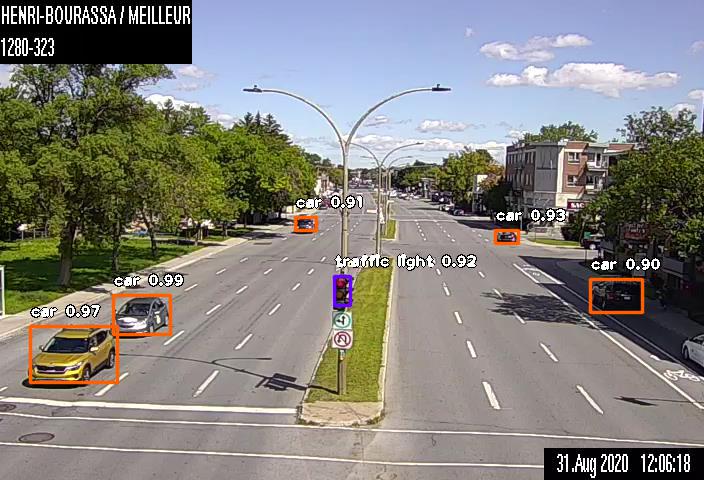 HENRI-BOURASSA / MEILLEUR
1280-323
car 0.91
car 0.93
traffic light 0.92
car 0.90
car 0.99
car 0.97
31.Aug 2020 12:06:18